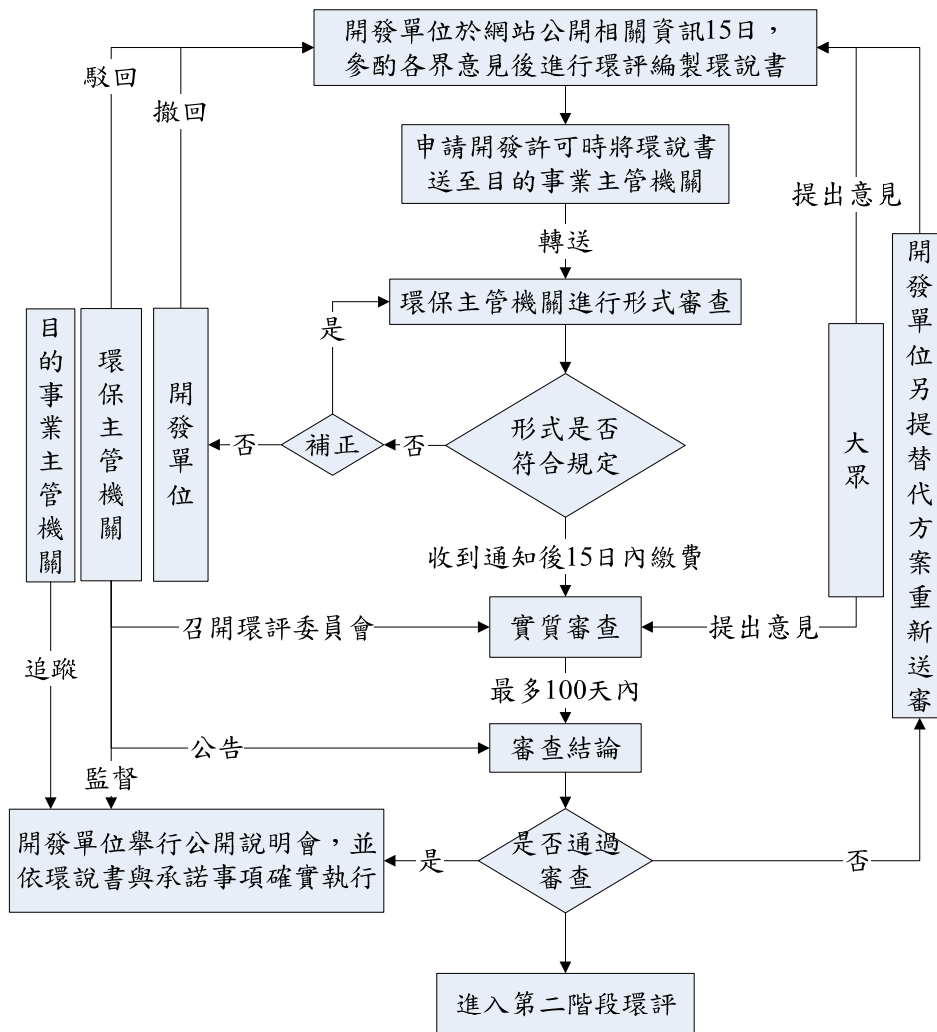 開發單位於網站公開相關資訊15日，
參酌各界意見後進行環評編製環說書
駁回
撤回
申請開發許可時將環說書
送至目的事業主管機關
提出意見
轉送
環保主管機關進行形式審查
是
目的事業主管機關
環保主管機關
開發單位
否
補正
否
形式是否
符合規定
大眾
開發單位另提替代方案重新送審
收到通知後15日內繳費
召開環評委員會
實質審查
提出意見
追蹤
最多100天內
公告
審查結論
監督
開發單位舉行公開說明會，並
依環說書與承諾事項確實執行
是
是否通過
審查
否
進入第二階段環評